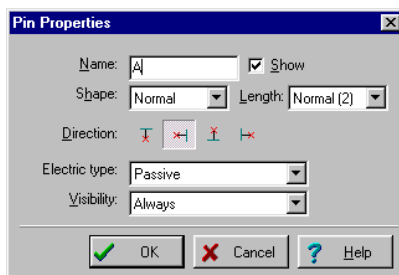 Pin Properties
Name: A Show
Shape: Normal Length: Normal (2)
Direction:
Electric type: Passive
Visibility: Always
OK Cancel Help